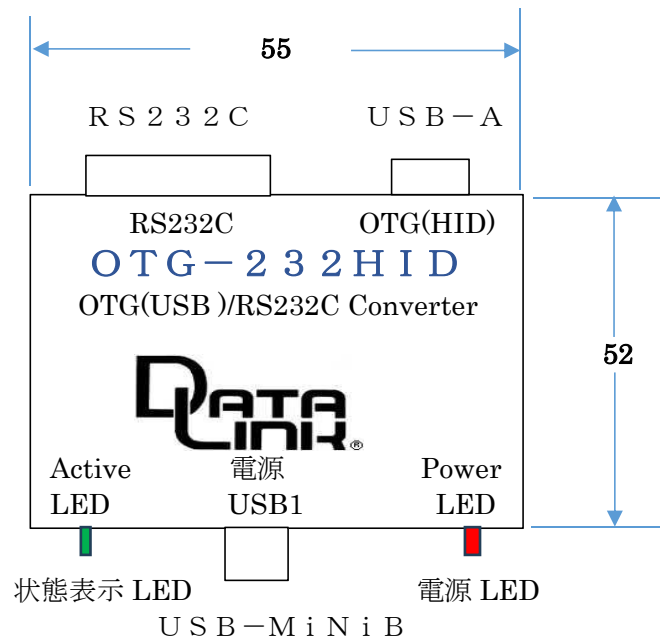 55
ＲＳ２３２Ｃ ＵＳＢ－Ａ
RS232C OTG(HID)
ＯＴＧ－２３２ＨＩＤ
OTG(USB )/RS232C Converter
52
DATA
LINK®
Active 電源 Power
LED USB1 LED
状態表示 LED 電源 LED
ＵＳＢ－ＭｉＮｉＢ